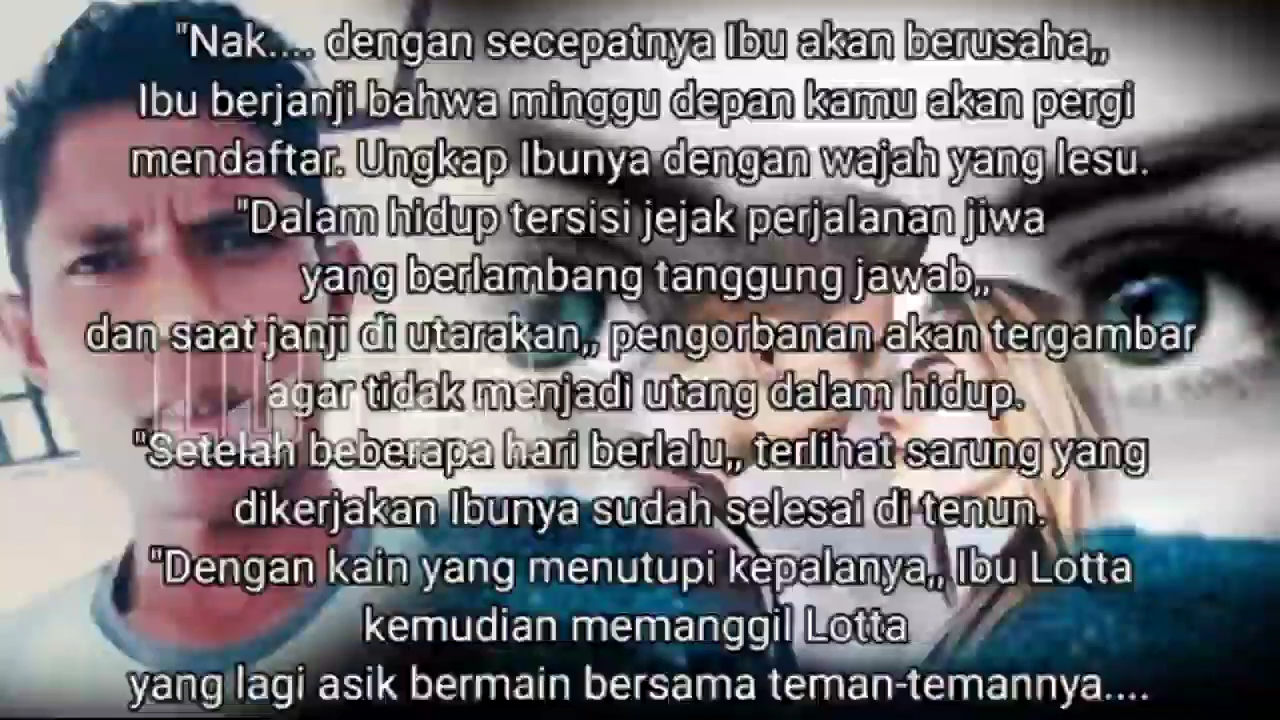 "Nak.... dengan secepatnya Ibu akan berusaha,,
Ibu berjanji bahwa minggu depan kamu akan pergi
mendaftar. Ungkap Ibunya dengan wajah yang lesu.
"Dalam hidup tersisi jejak perjalanan jiwa
yang berlambang tanggung jawab,,
dan saat janji di utarakan,, pengorbanan akan tergambar
agar tidak menjadi utang dalam hidup.
"Setelah beberapa hari berlalu,, terlihat sarung yang
dikerjakan Ibunya sudah selesai di tenun.
"Dengan kain yang menutupi kepalanya,, Ibu Lotta
kemudian memanggil Lotta
yang lagi asik bermain bersama teman-temannya....